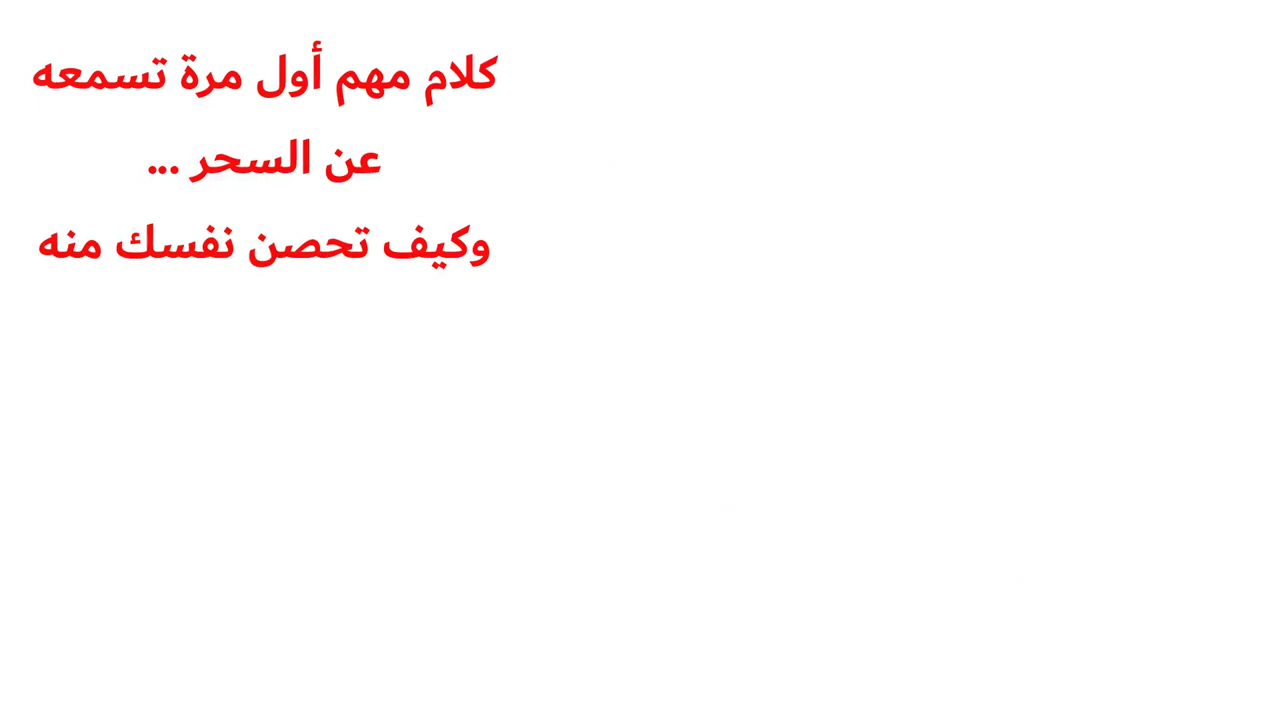 كلام مهم أول مرة تسمعه
عن السحر ...
وكيف تحصن نفسك منه